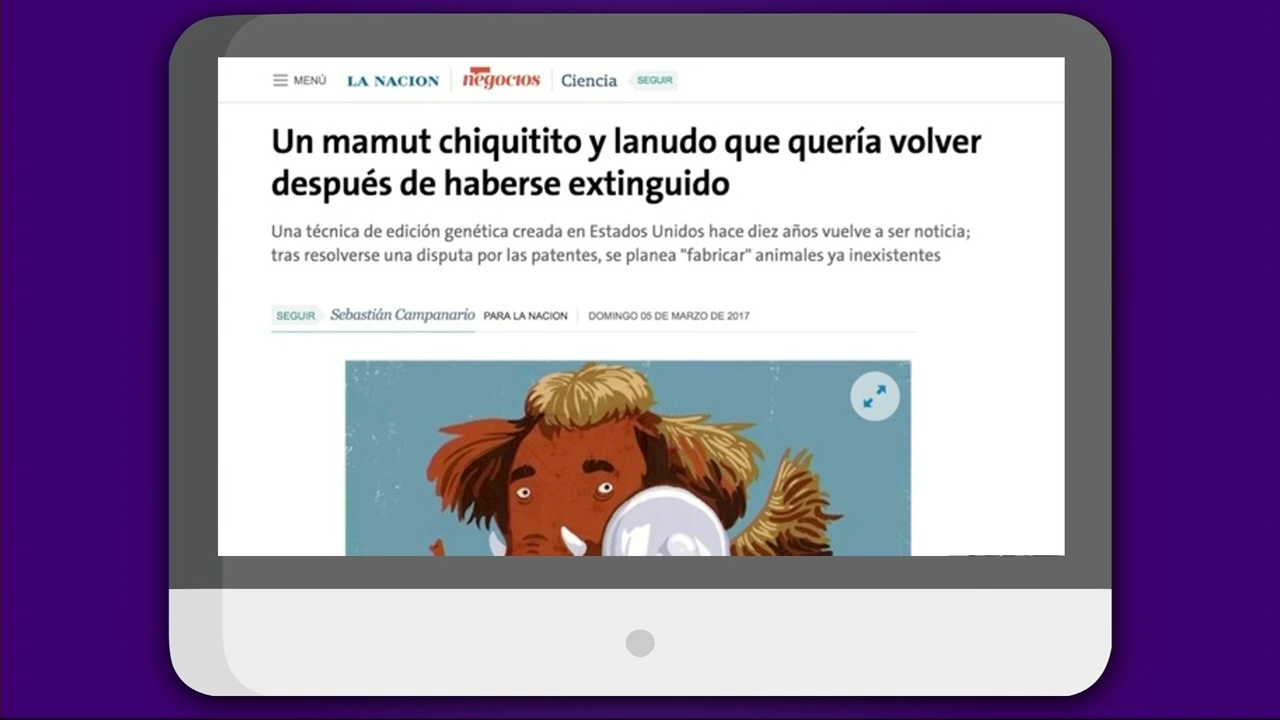 MENÚ LA NACION negocios Ciencia SEGUIR
Un mamut chiquitito y lanudo que quería volver
después de haberse extinguido
Una técnica de edición genética creada en Estados Unidos hace diez años vuelve a ser noticia;
tras resolverse una disputa por las patentes, se planea "fabricar" animales ya inexistentes
SEGUIR Sebastián Campanario PARA LA NACION DOMINGO 05 DE MARZO DE 2017